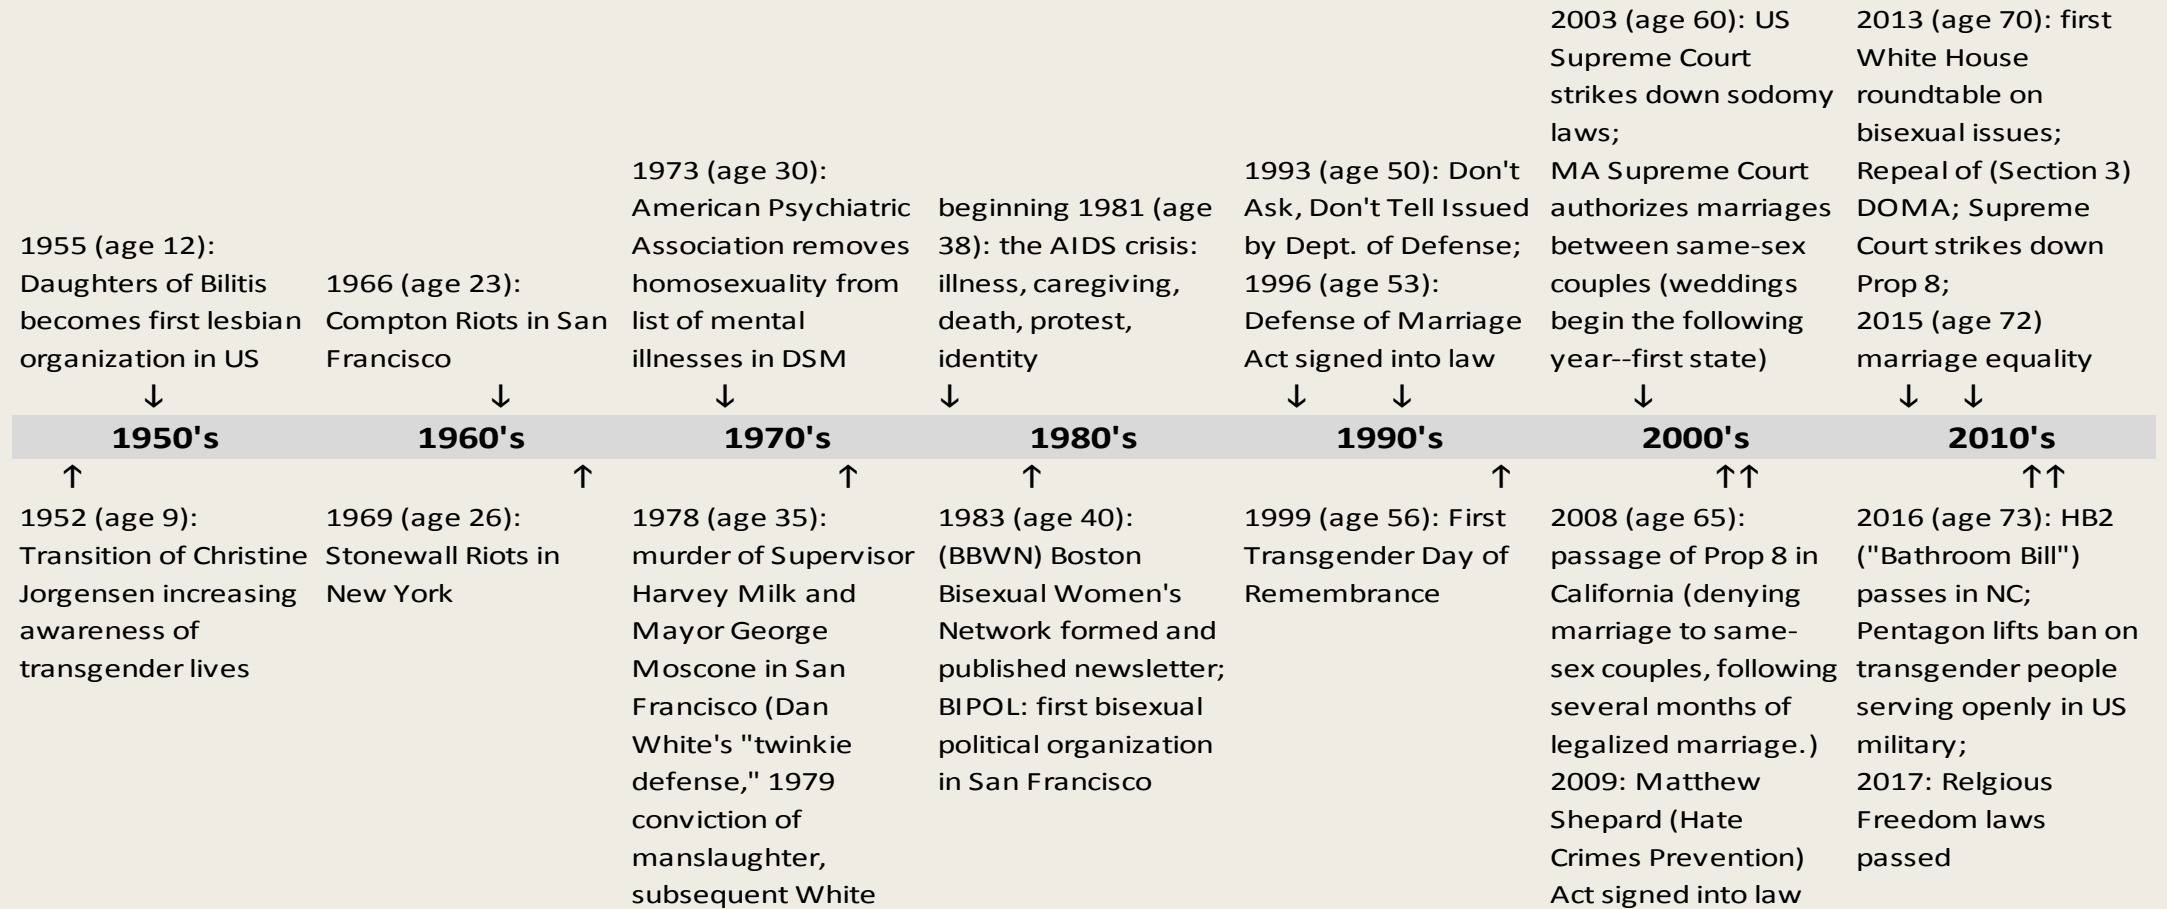 1955 (age 12):
Daughters of Bilitis
becomes first lesbian
organization in US
1966 (age 23):
Compton Riots in San
Francisco
1973 (age 30):
American Psychiatric
Association removes
homosexuality from
list of mental
illnesses in DSM
beginning 1981 (age
38): the AIDS crisis:
illness, caregiving,
death, protest,
identity
1993 (age 50): Don't
Ask, Don't Tell Issued
by Dept. of Defense;
1996 (age 53):
Defense of Marriage
Act signed into law
2003 (age 60): US
Supreme Court
strikes down sodomy
laws;
MA Supreme Court
authorizes marriages
between same-sex
couples (weddings
begin the following
year--first state)
2013 (age 70): first
White House
roundtable on
bisexual issues;
Repeal of (Section 3)
DOMA; Supreme
Court strikes down
Prop 8;
2015 (age 72)
marriage equality
↓ ↓ ↓ ↓ ↓ ↓ ↓ ↓ ↓
1950's 1960's 1970's 1980's 1990's 2000's 2010's
↑ ↑ ↑ ↑ ↑ ↑↑ ↑↑
1952 (age 9):
Transition of Christine
Jorgensen increasing
awareness of
transgender lives
1969 (age 26):
Stonewall Riots in
New York
1978 (age 35):
murder of Supervisor
Harvey Milk and
Mayor George
Moscone in San
Francisco (Dan
White's "twinkie
defense," 1979
conviction of
manslaughter,
subsequent White
1983 (age 40):
(BBWN) Boston
Bisexual Women's
Network formed and
published newsletter;
BIPOL: first bisexual
political organization
in San Francisco
1999 (age 56): First
Transgender Day of
Remembrance
2008 (age 65):
passage of Prop 8 in
California (denying
marriage to same-
sex couples, following
several months of
legalized marriage.)
2009: Matthew
Shepard (Hate
Crimes Prevention)
Act signed into law
2016 (age 73): HB2
("Bathroom Bill")
passes in NC;
Pentagon lifts ban on
transgender people
serving openly in US
military;
2017: Relgious
Freedom laws
passed